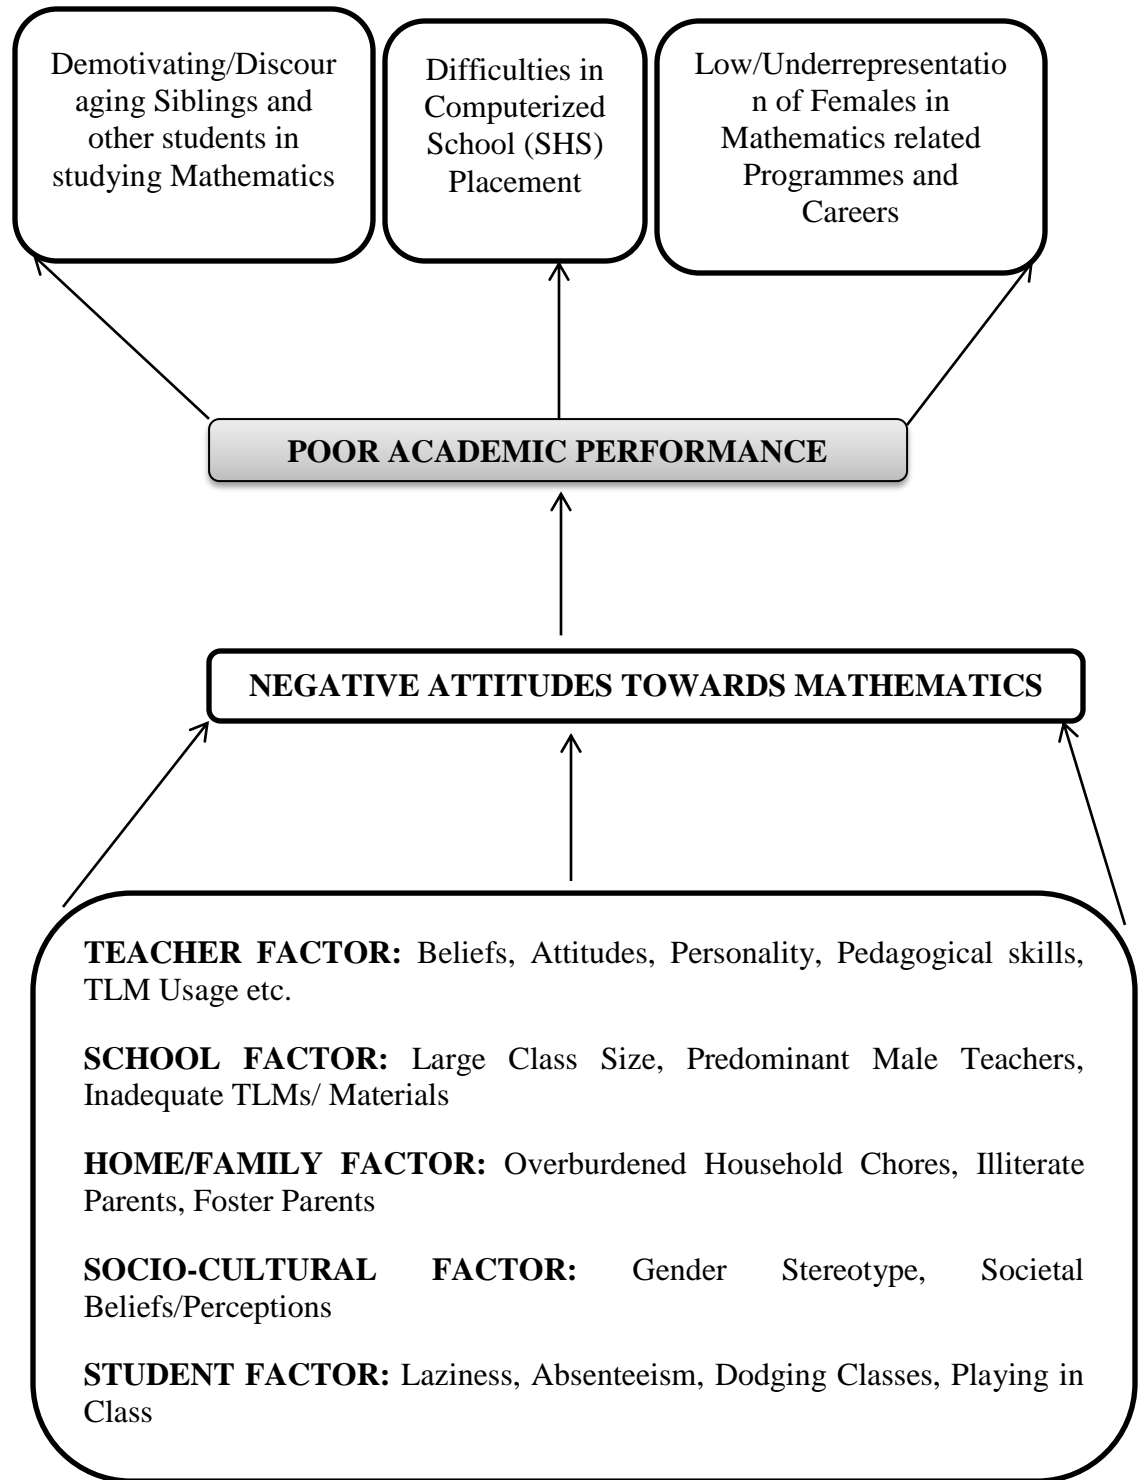 Demotivating/Discour
aging Siblings and
other students in
studying Mathematics
Difficulties in
Computerized
School (SHS)
Placement
Low/Underrepresentatio
n of Females in
Mathematics related
Programmes and
Careers
POOR ACADEMIC PERFORMANCE
NEGATIVE ATTITUDES TOWARDS MATHEMATICS
TEACHER FACTOR: Beliefs, Attitudes, Personality, Pedagogical skills,
TLM Usage etc.
SCHOOL FACTOR: Large Class Size, Predominant Male Teachers,
Inadequate TLMs/ Materials
HOME/FAMILY FACTOR: Overburdened Household Chores, Illiterate
Parents, Foster Parents
SOCIO-CULTURAL FACTOR: Gender Stereotype, Societal
Beliefs/Perceptions
STUDENT FACTOR: Laziness, Absenteeism, Dodging Classes, Playing in
Class